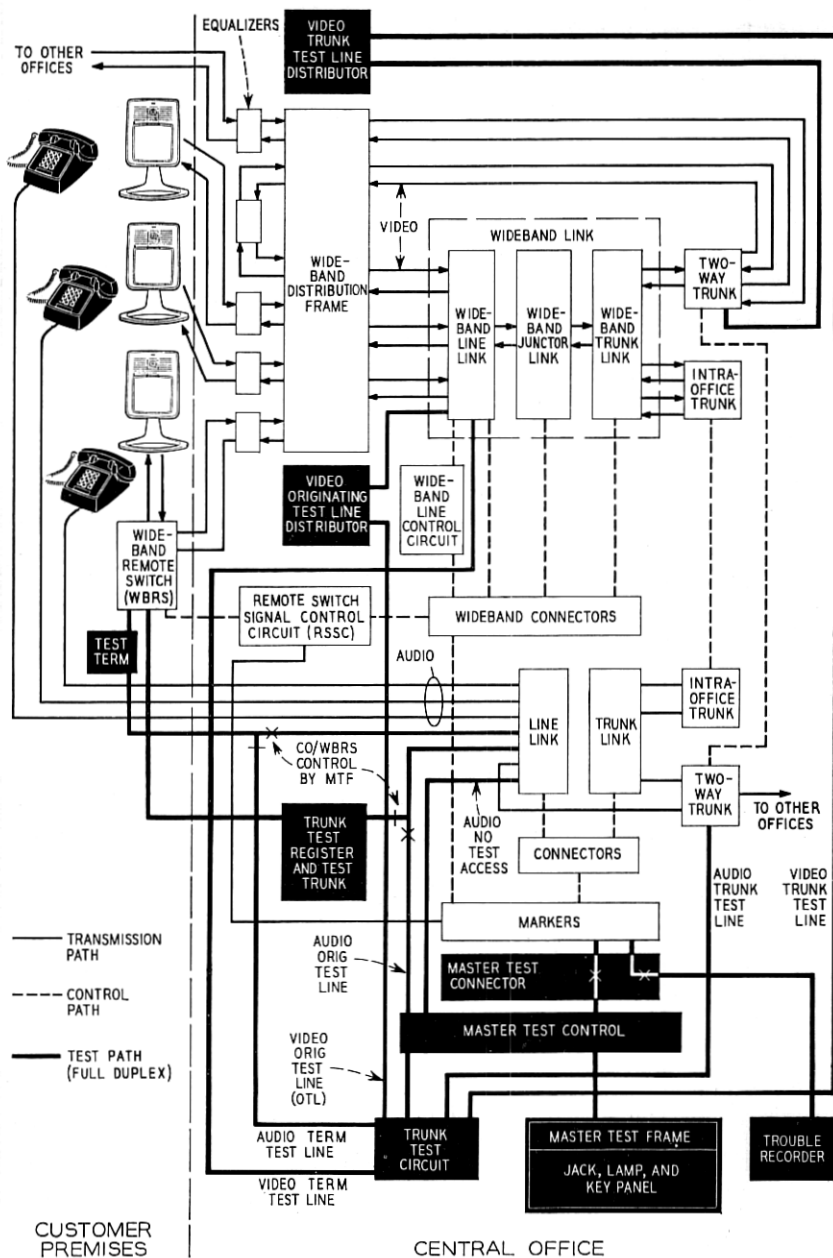 EQUALIZERS
VIDEO
TRUNK
TEST LINE
DISTRIBUTOR
TO OTHER
OFFICES
VIDEO
WIDEBAND LINK
WIDE-
BAND
DISTRIBUTION
FRAME
WIDE-
BAND
LINE
LINK
WIDE-
BAND
JUNCTOR
LINK
WIDE-
BAND
TRUNK
LINK
TWO-
WAY
TRUNK
INTRA-
OFFICE
TRUNK
VIDEO
ORIGINATING
TEST LINE
DISTRIBUTOR
WIDE-
BAND
LINE
CONTROL
CIRCUIT
WIDE-
BAND
REMOTE
SWITCH
(WBRS)
REMOTE SWITCH
SIGNAL CONTROL
CIRCUIT (RSSC)
WIDEBAND CONNECTORS
TEST
TERM
AUDIO
LINE
LINK
TRUNK
LINK
INTRA-
OFFICE
TRUNK
CO/WBRS
CONTROL
BY MTF
TWO-
WAY
TRUNK
TO OTHER
OFFICES
TRUNK
TEST
REGISTER
AND TEST
TRUNK
AUDIO
NO
TEST
ACCESS
CONNECTORS
AUDIO
TRUNK
TEST
LINE
VIDEO
TRUNK
TEST
LINE
MARKERS
TRANSMISSION
PATH
AUDIO
ORIG
TEST
LINE
MASTER TEST
CONNECTOR
CONTROL
PATH
MASTER TEST CONTROL
TEST PATH
(FULL DUPLEX)
VIDEO
ORIG
TEST
LINE
(OTL)
AUDIO TERM
TEST LINE
TRUNK
TEST
CIRCUIT
MASTER TEST FRAME
JACK, LAMP, AND
KEY PANEL
TROUBLE
RECORDER
VIDEO TERM
TEST LINE
CUSTOMER
PREMISES
CENTRAL OFFICE